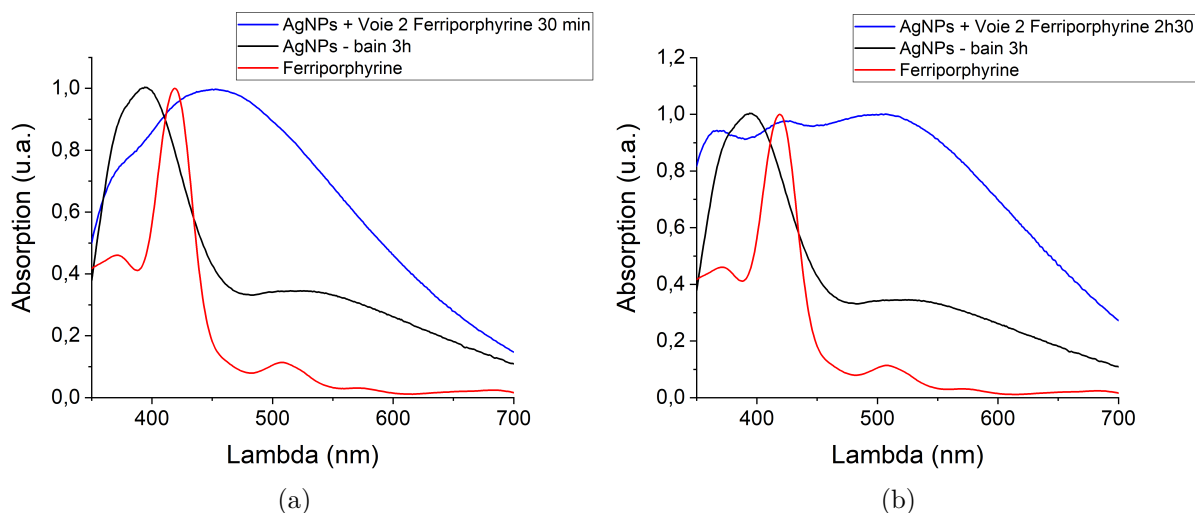 AgNPs + Voie 2 Ferriporphyrine 30 min
AgNPs - bain 3h
Ferriporphyrine
1,0
0,8
0,6
0,4
0,2
0,0
Absorption (u.a.)
400 500 600 700
Lambda (nm)
(a)
AgNPs + Voie 2 Ferriporphyrine 2h30
AgNPs - bain 3h
Ferriporphyrine
1,2
1,0
0,8
0,6
0,4
0,2
0,0
Absorption (u.a.)
400 500 600 700
Lambda (nm)
(b)